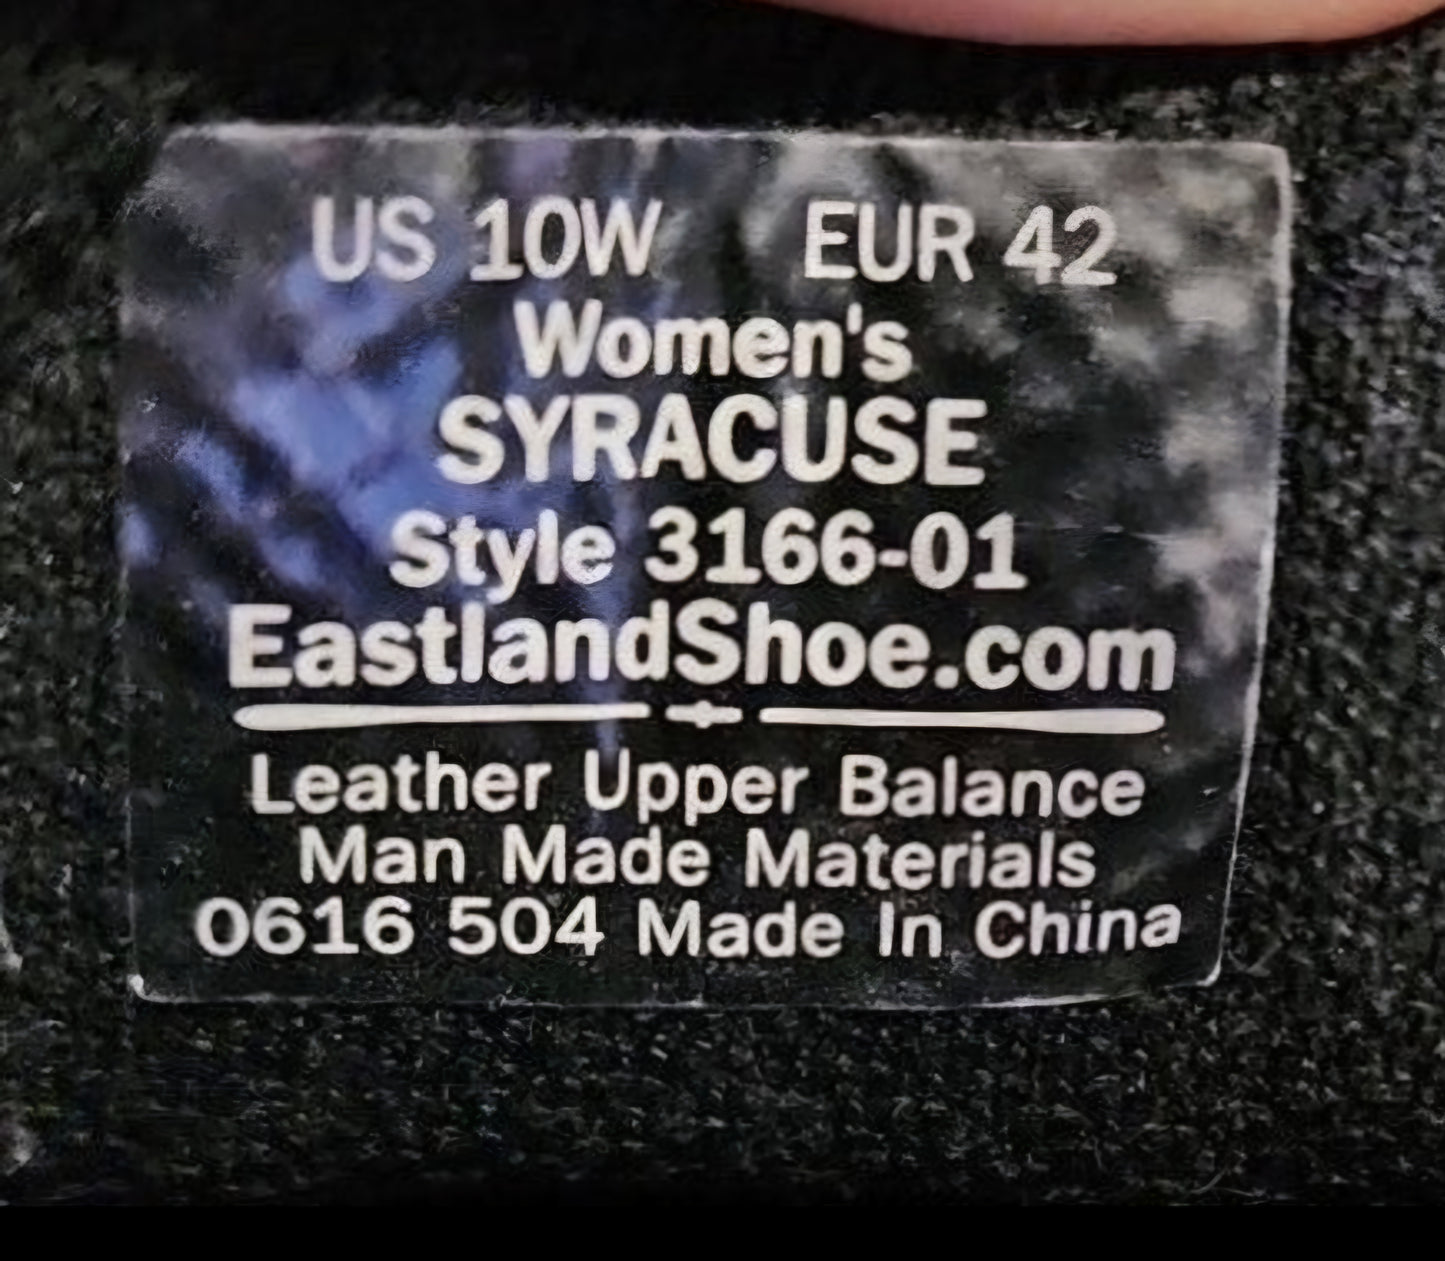 US 10W EUR 42
Women's
SYRACUSE
Style 3166-01
EastlandShoe.com
Leather Upper Balance
Man Made Materials
0616 504 Made In China